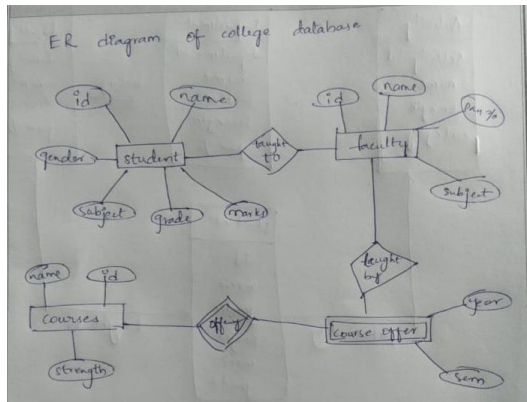 ER diagram of college database
id
name
id
name
gender
student
taught
to
faculty
subject
grade
marks
subject
taught
by
name
id
courses
offing
course offer
year
strength
sem